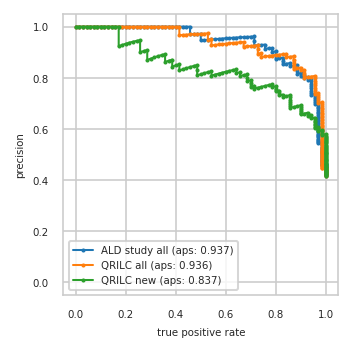 1.0
0.8
0.6
0.4
0.2
0.0
precision
ALD study all (aps: 0.937)
QRILC all (aps: 0.936)
QRILC new (aps: 0.837)
0.0 0.2 0.4 0.6 0.8 1.0
true positive rate